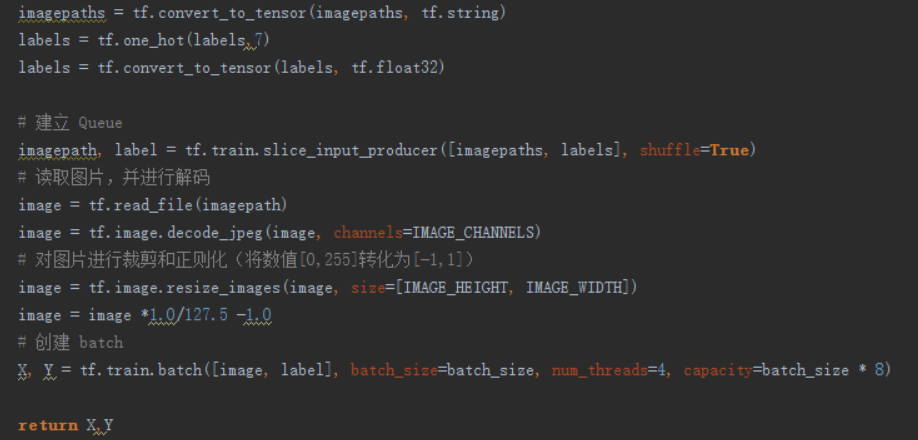 imagepaths = tf.convert_to_tensor(imagepaths, tf.string)
labels = tf.one_hot(labels,7)
labels = tf.convert_to_tensor(labels, tf.float32)
# 建立 Queue
imagepath, label = tf.train.slice_input_producer([imagepaths, labels], shuffle=True)
# 读取图片，并进行解码
image = tf.read_file(imagepath)
image = tf.image.decode_jpeg(image, channels=IMAGE_CHANNELS)
# 对图片进行裁剪和正则化（将数值[0,255]转化为[-1,1]）
image = tf.image.resize_images(image, size=[IMAGE_HEIGHT, IMAGE_WIDTH])
image = image *1.0/127.5 -1.0
# 创建 batch
X, Y = tf.train.batch([image, label], batch_size=batch_size, num_threads=4, capacity=batch_size * 8)
return X,Y